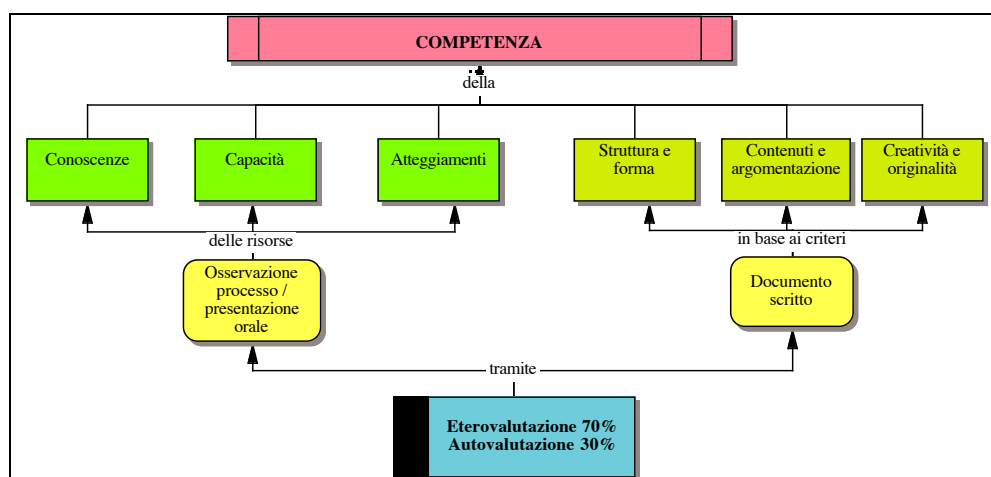 COMPETENZA
della
Conoscenze
Capacità
Atteggiamenti
Struttura e
forma
Contenuti e
argomentazione
Creatività e
originalità
delle risorse
in base ai criteri
Osservazione
processo /
presentazione
orale
Documento
scritto
tramite
Eterovalutazione 70%
Autovalutazione 30%